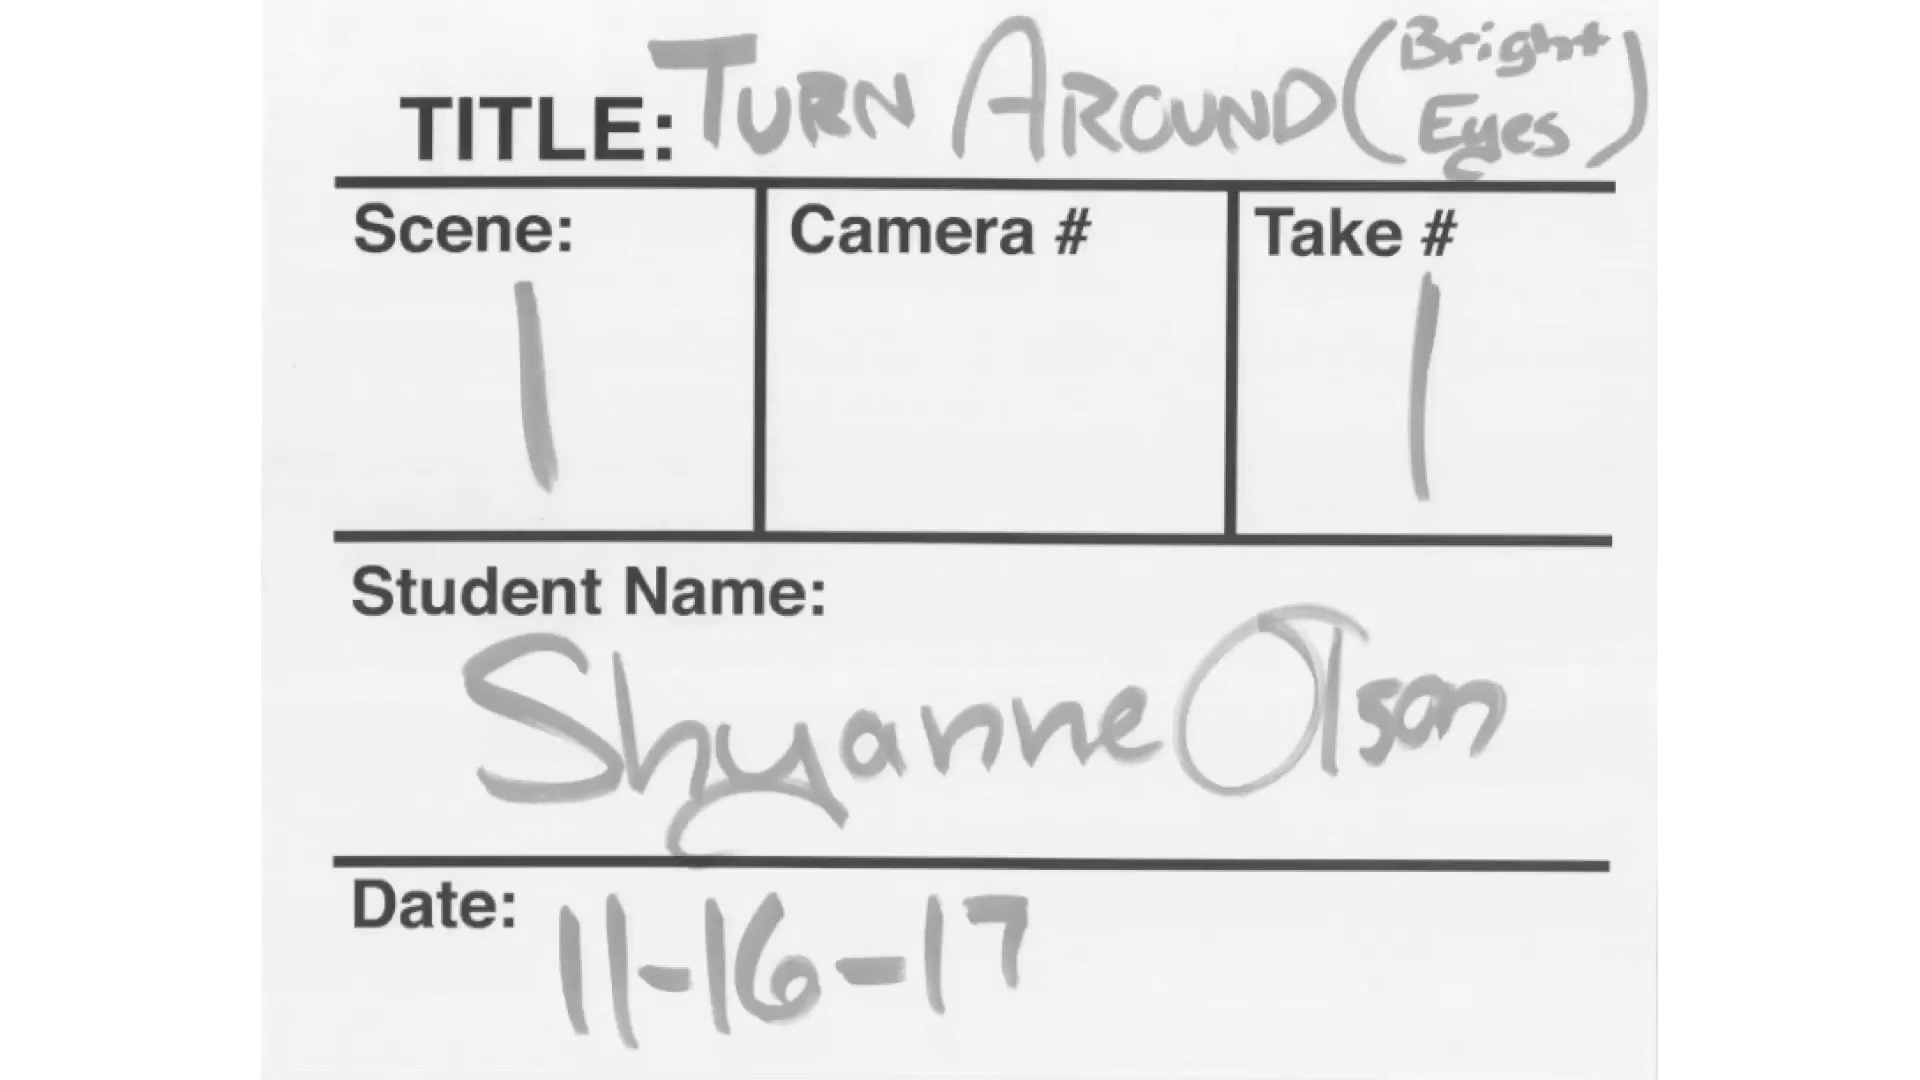 TITLE: TURN AROUND (Bright Eyes)
Scene: Camera # Take #
1 1
Student Name:
Shyanne Olson
Date: 11-16-17